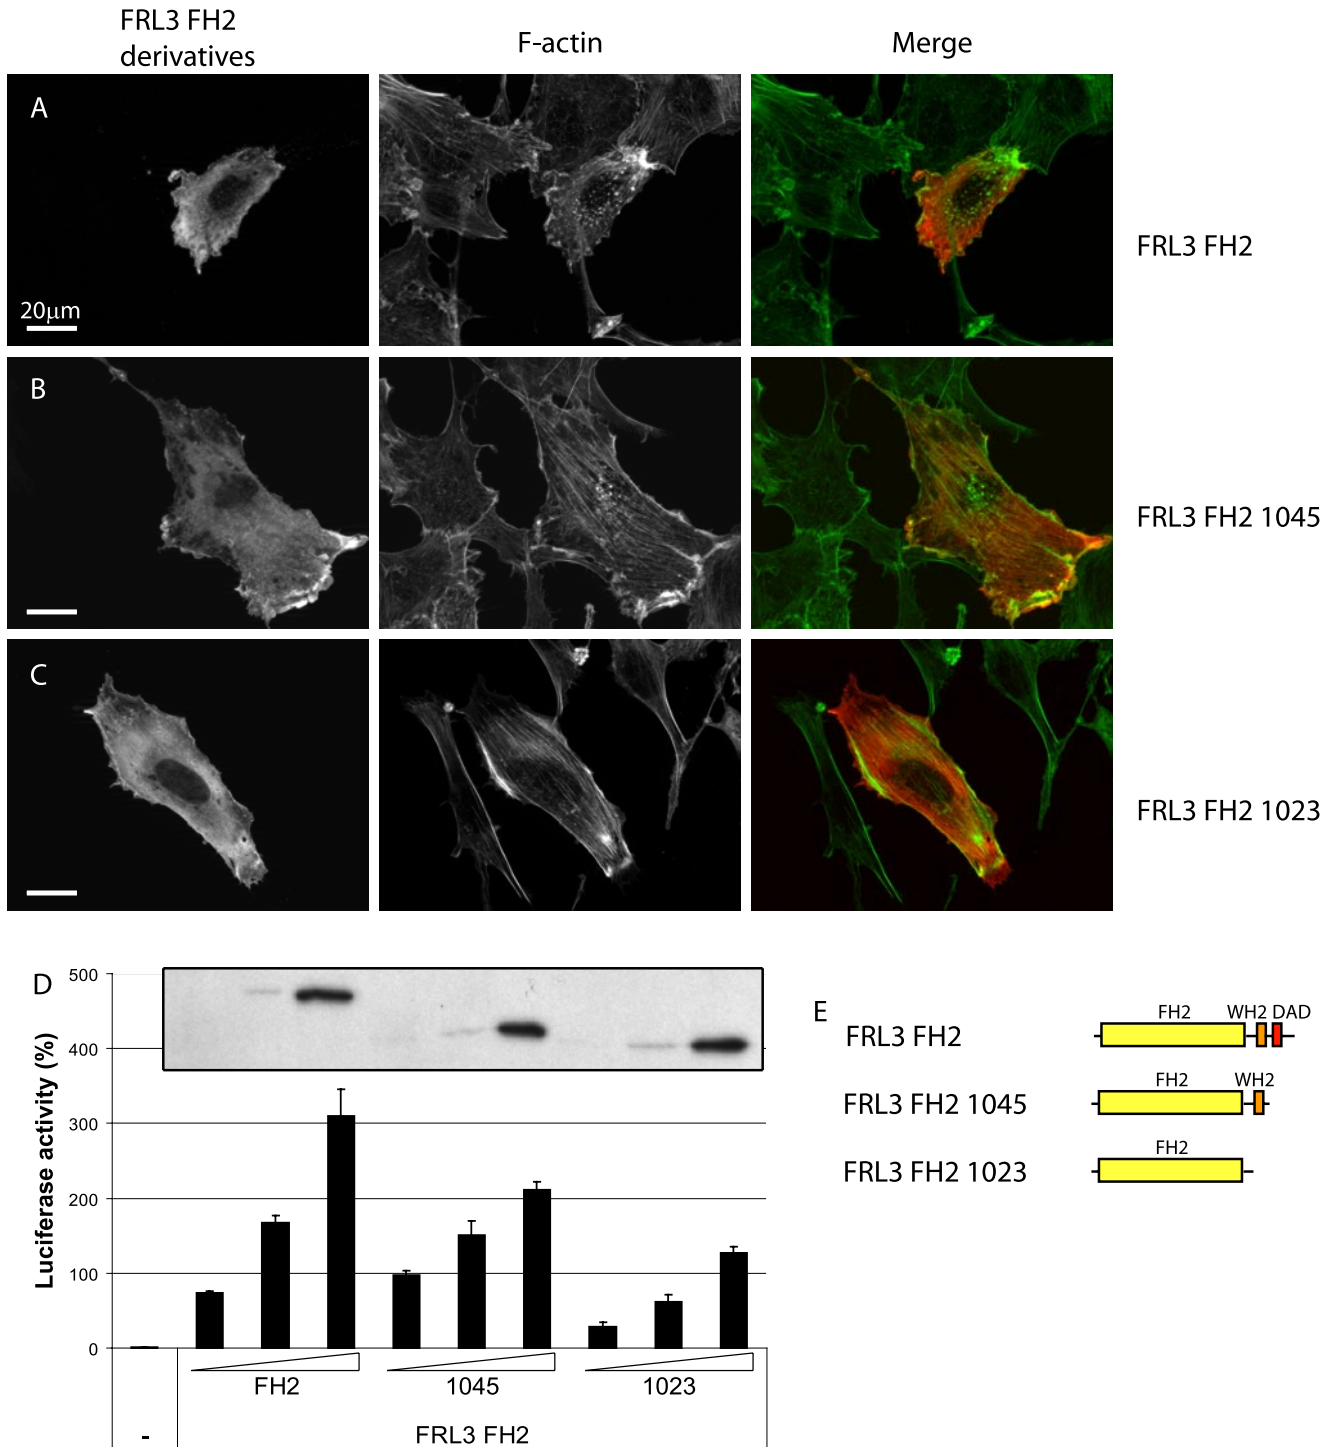 FRL3 FH2
derivatives
F-actin
Merge
A
20μm
FRL3 FH2
B
FRL3 FH2 1045
C
FRL3 FH2 1023
D
Luciferase activity (%)
500
400
300
200
100
0
FH2
1045
1023
-
FRL3 FH2
E
FH2
WH2 DAD
FRL3 FH2
FH2
WH2
FRL3 FH2 1045
FH2
FRL3 FH2 1023